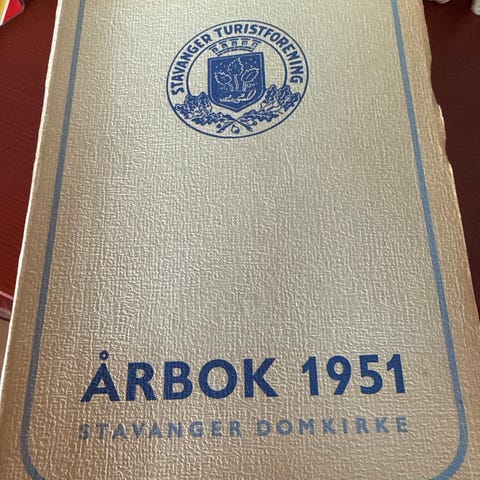 STAVANGER TURISTFORENING
ÅRBOK 1951
STAVANGER DOMKIRKE